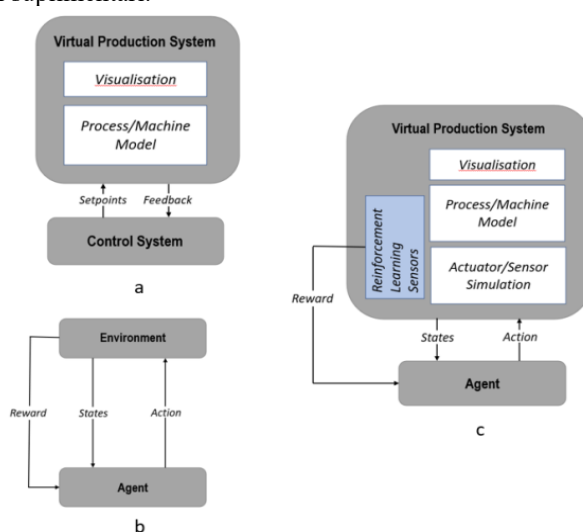 Virtual Production System
Visualisation
Process/Machine
Model
Setpoints
Feedback
Control System
a
Environment
Reward
States
Action
Agent
b
Virtual Production System
Visualisation
Process/Machine
Model
Actuator/Sensor
Simulation
Reinforcement
Learning
Sensors
Reward
States
Action
Agent
c